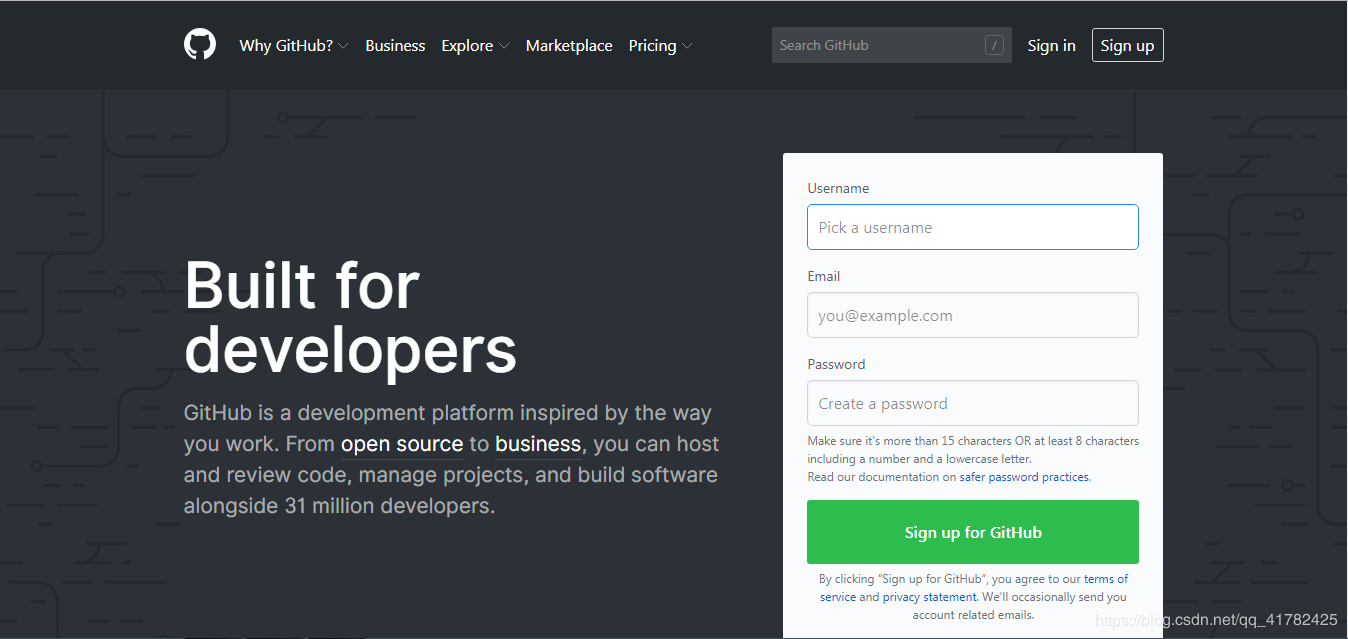 Why GitHub? Business Explore Marketplace Pricing Search GitHub / Sign in Sign up
Built for
developers
GitHub is a development platform inspired by the way
you work. From open source to business, you can host
and review code, manage projects, and build software
alongside 31 million developers.
Username
Pick a username
Email
you@example.com
Password
Create a password
Make sure it's more than 15 characters OR at least 8 characters
including a number and a lowercase letter.
Read our documentation on safer password practices.
Sign up for GitHub
By clicking “Sign up for GitHub”, you agree to our terms of
service and privacy statement. We’ll occasionally send you
account related emails.
https://blog.csdn.net/qq_41782425